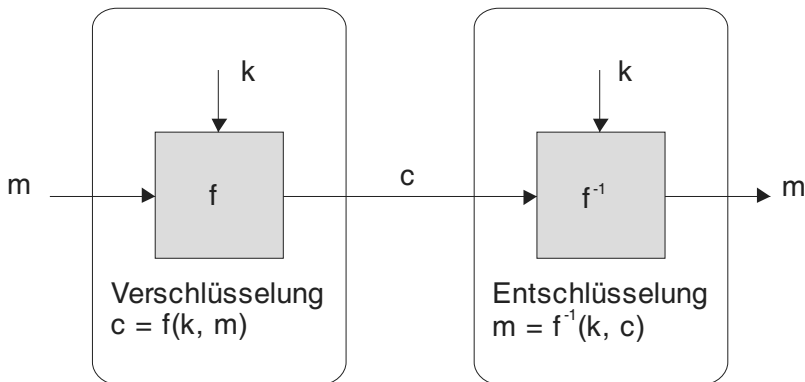 k
m
f
Verschlüsselung
c = f(k, m)
c
k
f⁻¹
m
Entschlüsselung
m = f⁻¹(k, c)